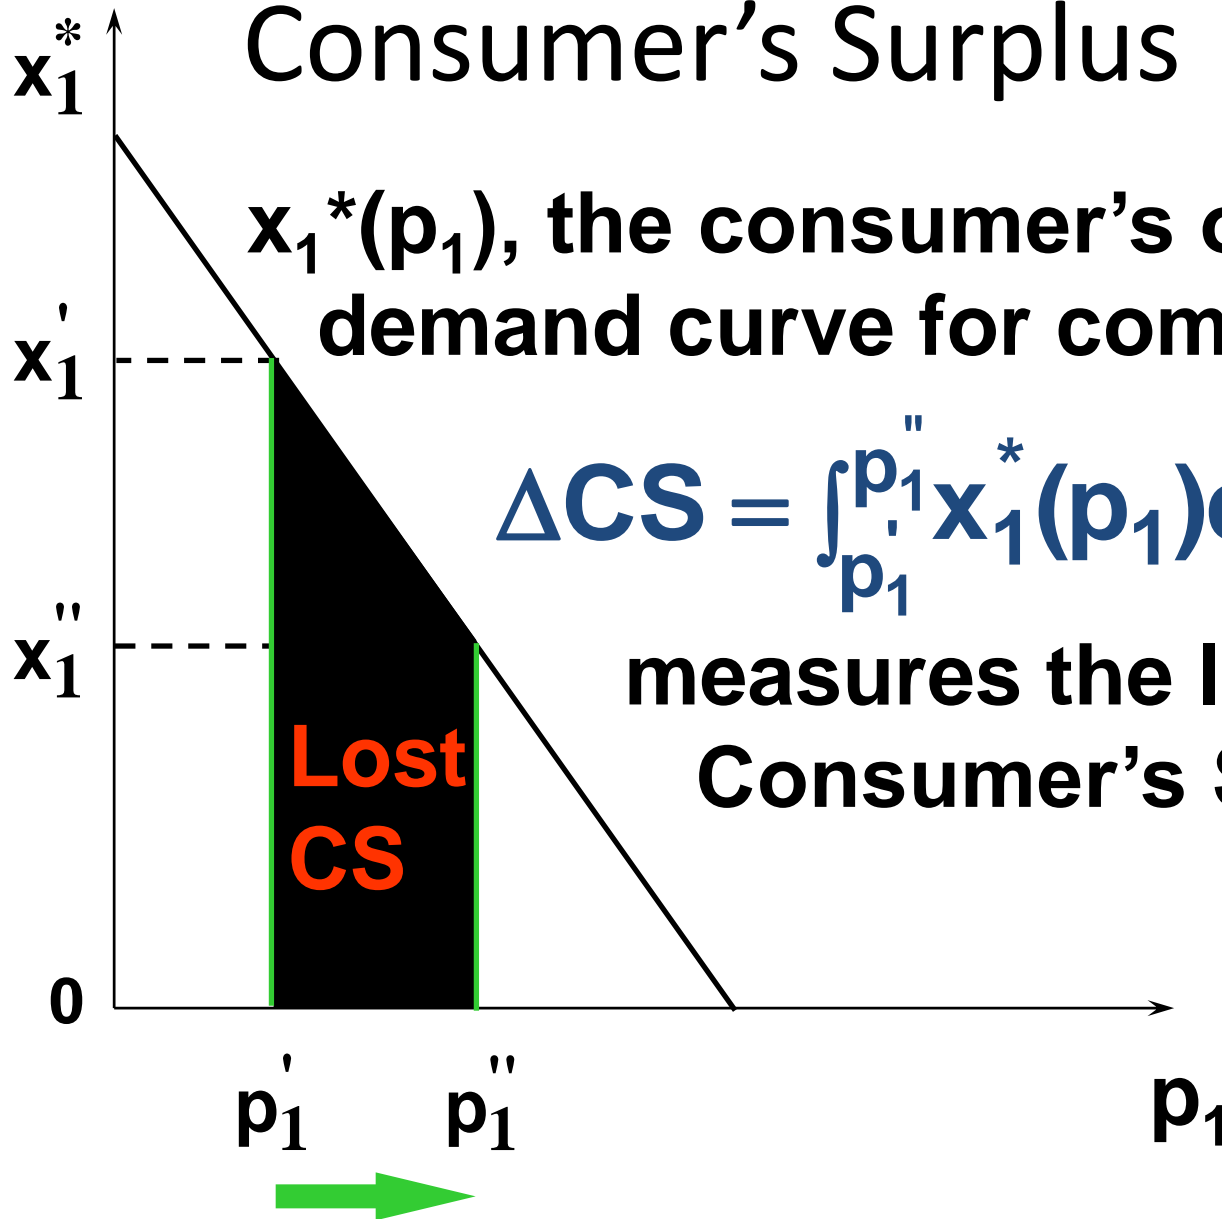 Consumer's Surplus
x₁*
x₁*(p₁), the consumer's
demand curve for com
x₁'
ΔCS = ∫p₁'p₁" x₁*(p₁)
x₁''
measures the
Consumer's
Lost
CS
0
p₁' p₁'' p₁